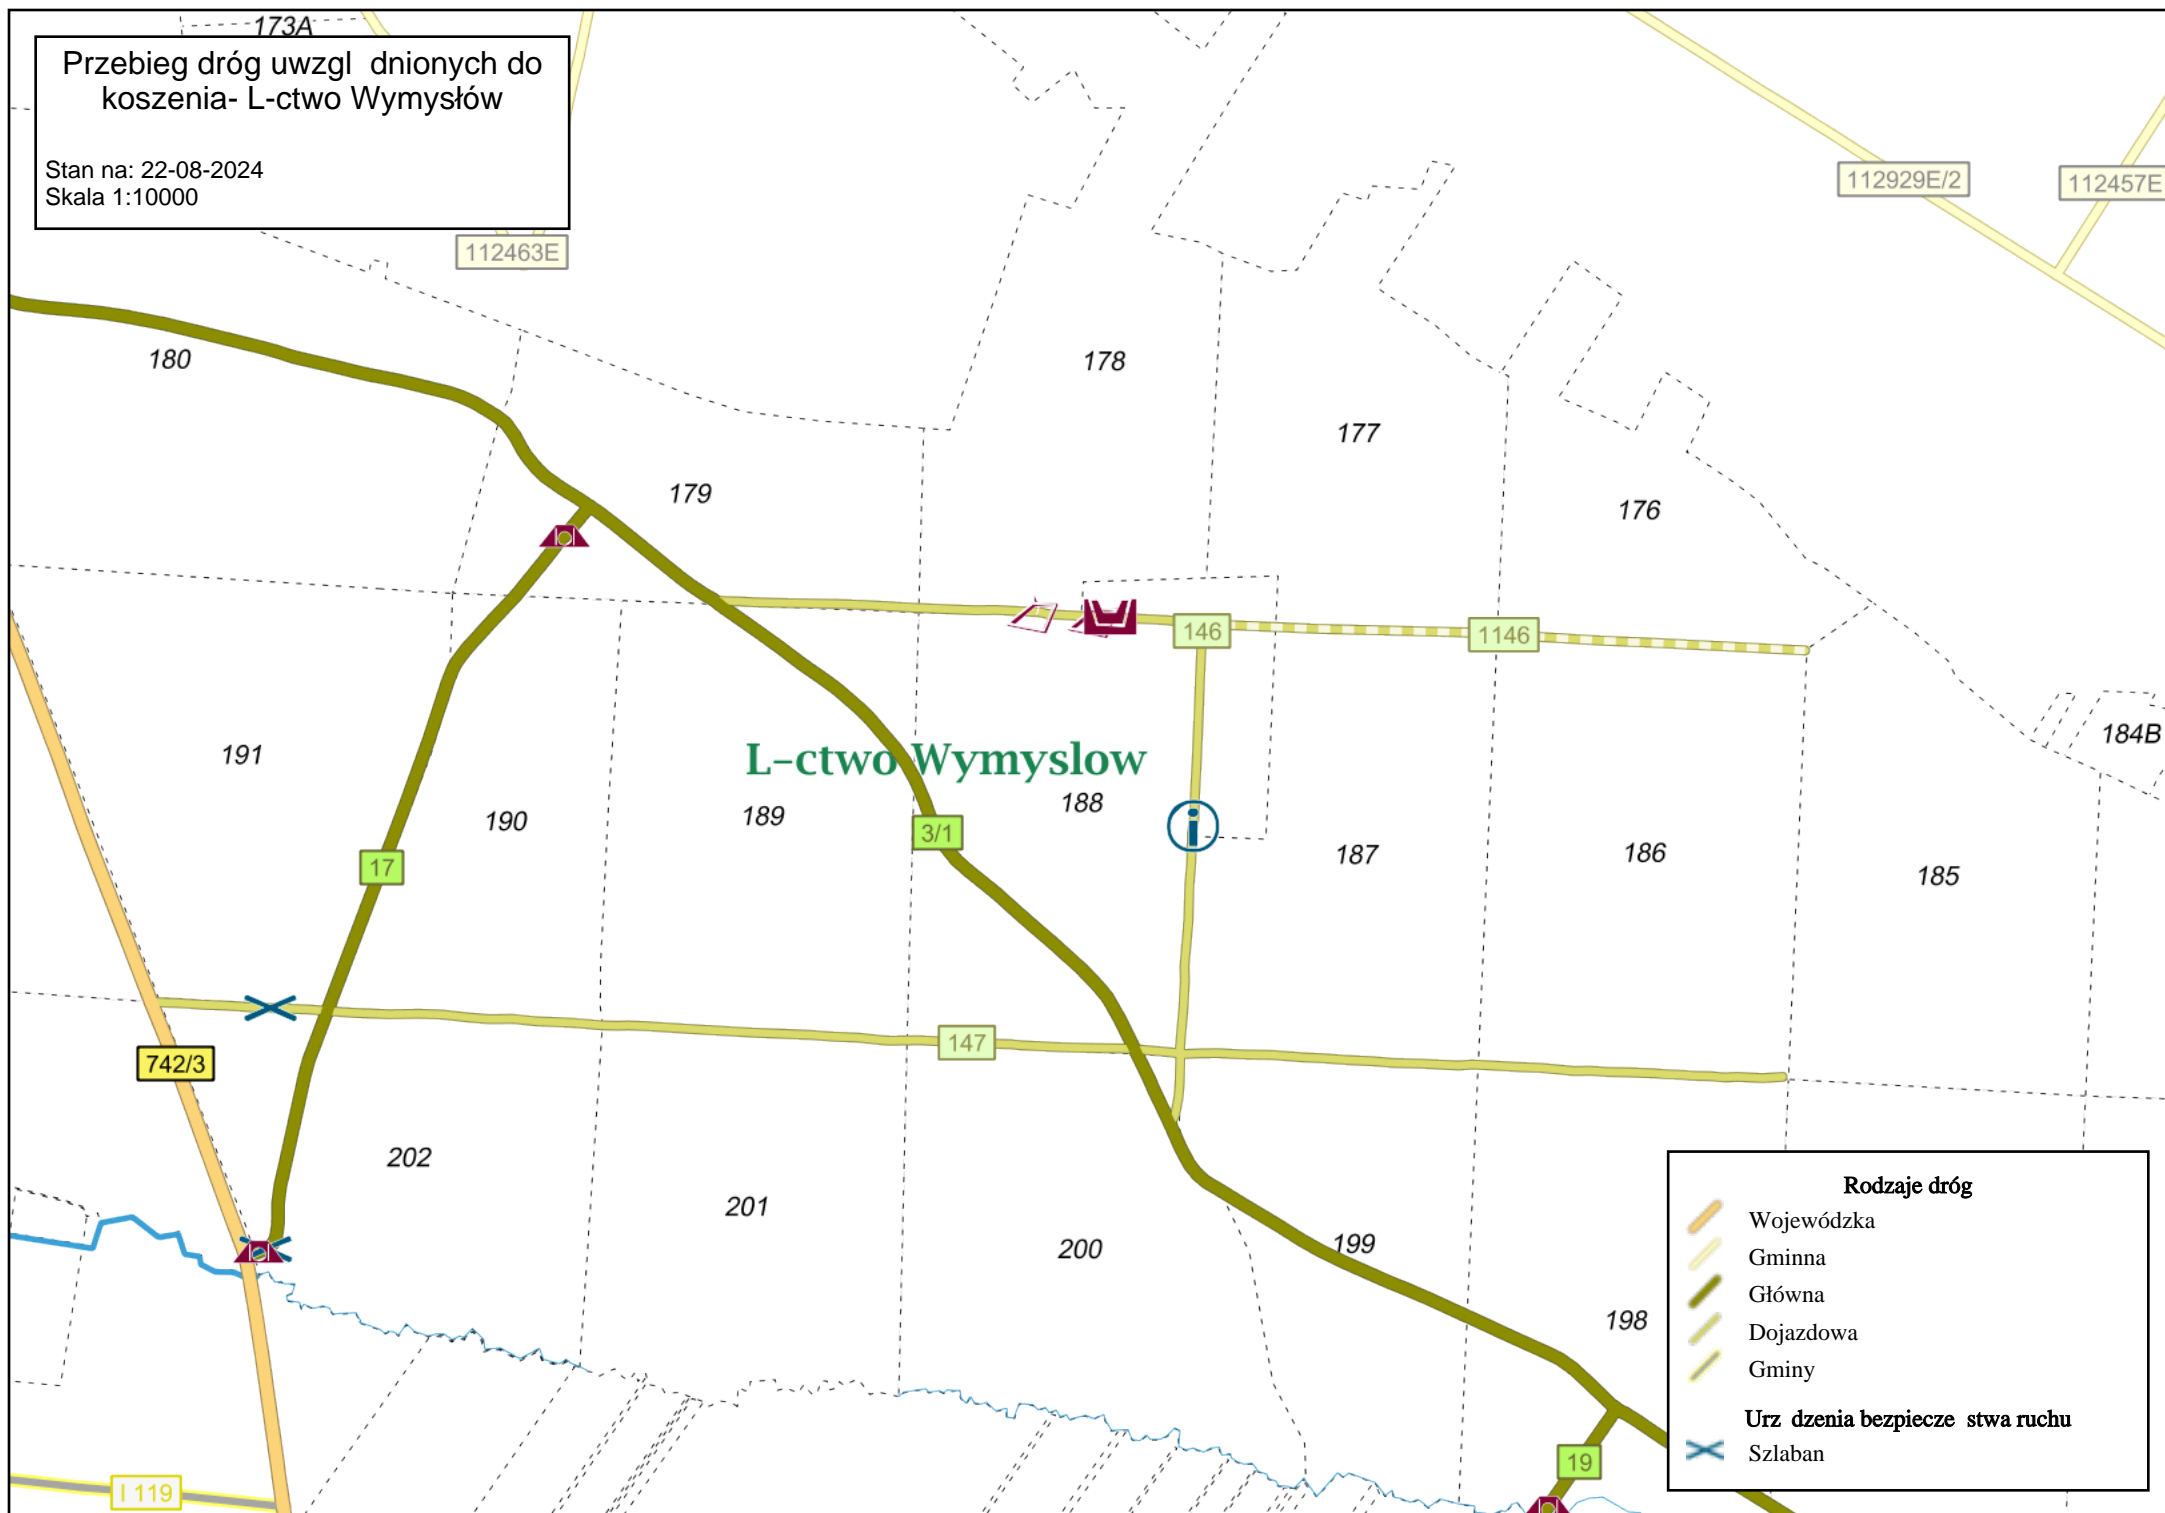 173A
Przebieg dróg uwzgl dnionych do
koszenia- L-ctwo Wymysłów
Stan na: 22-08-2024
Skala 1:10000
112929E/2
112457E
112463E
180
178
177
179
176
146
1146
191
184B
L-ctwo Wymyslow
190
189
188
3/1
187
186
185
17
147
742/3
202
201
200
199
198
19
I 119
Rodzaje dróg
Wojewódzka
Gminna
Główna
Dojazdowa
Gminy
Urz dzenia bezpiecze stwa ruchu
Szlaban